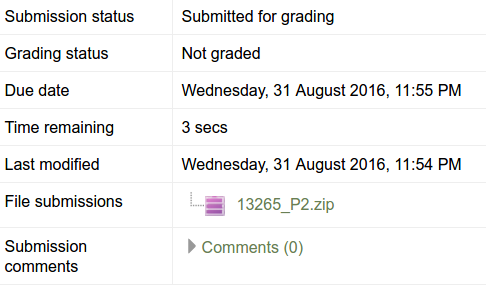 Submission status Submitted for grading
Grading status Not graded
Due date Wednesday, 31 August 2016, 11:55 PM
Time remaining 3 secs
Last modified Wednesday, 31 August 2016, 11:54 PM
File submissions 13265_P2.zip
Submission Comments (0)
comments